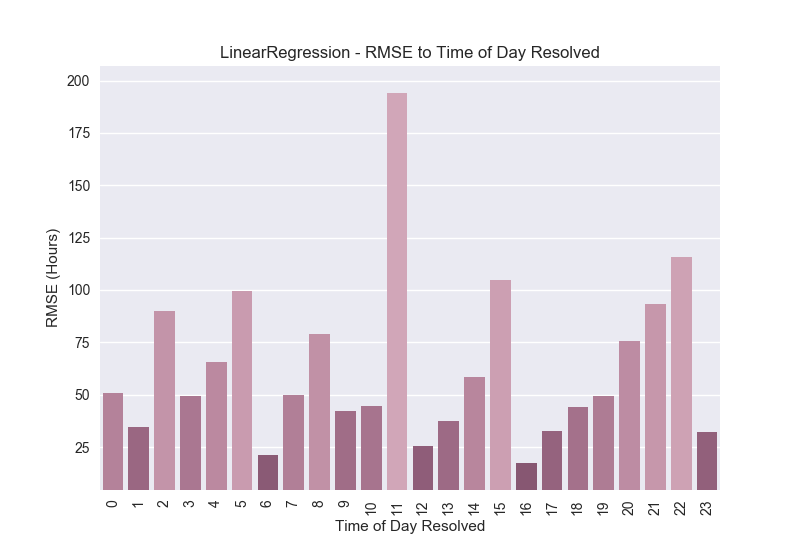 LinearRegression - RMSE to Time of Day Resolved
200
175
150
125
100
75
50
25
RMSE (Hours)
0 1 2 3 4 5 6 7 8 9 10 11 12 13 14 15 16 17 18 19 20 21 22 23
Time of Day Resolved